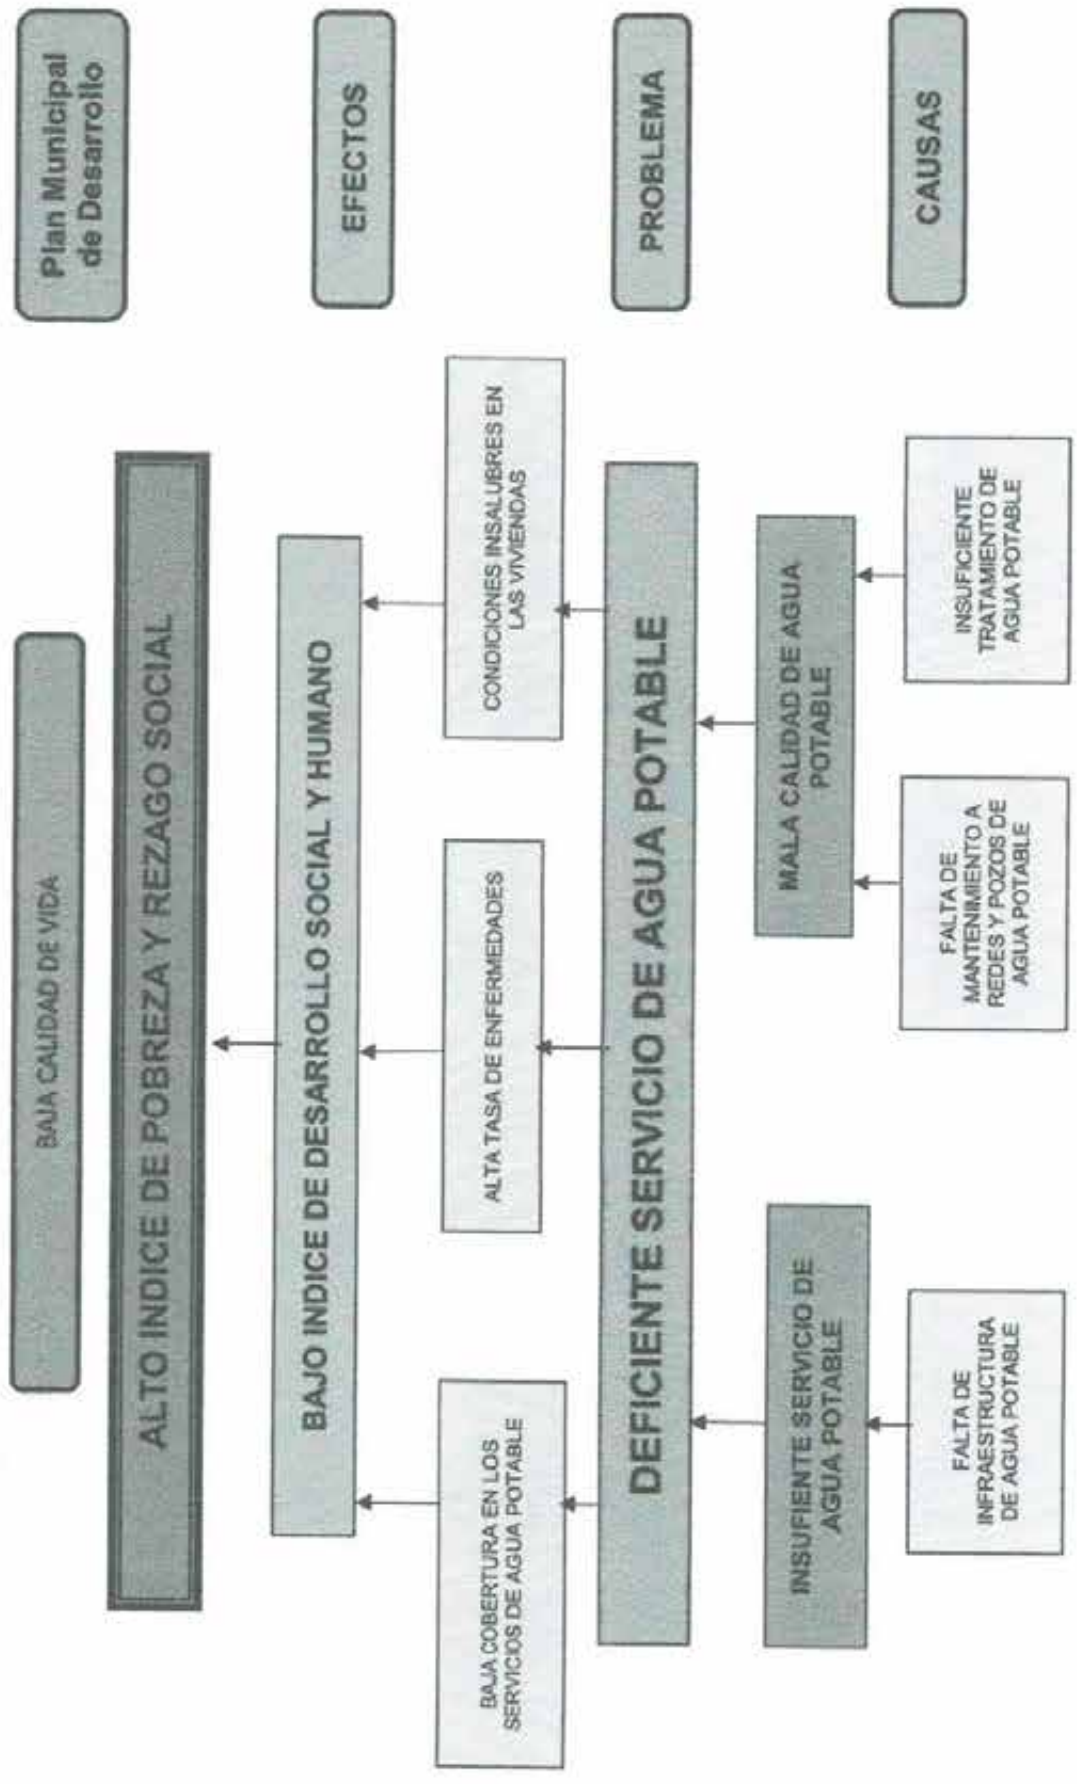 BAJA CALIDAD DE VIDA
Plan Municipal
de Desarrollo
ALTO INDICE DE POBREZA Y REZAGO SOCIAL
BAJO INDICE DE DESARROLLO SOCIAL Y HUMANO
EFECTOS
BAJA COBERTURA EN LOS
SERVICIOS DE AGUA POTABLE
ALTA TASA DE ENFERMEDADES
CONDICIONES INSALUBRES EN
LAS VIVIENDAS
DEFICIENTE SERVICIO DE AGUA POTABLE
PROBLEMA
INSUFIENTE SERVICIO DE
AGUA POTABLE
MALA CALIDAD DE AGUA
POTABLE
CAUSAS
FALTA DE
INFRAESTRUCTURA
DE AGUA POTABLE
FALTA DE
MANTENIMIENTO A
REDES Y POZOS DE
AGUA POTABLE
INSUFICIENTE
TRATAMIENTO DE
AGUA POTABLE